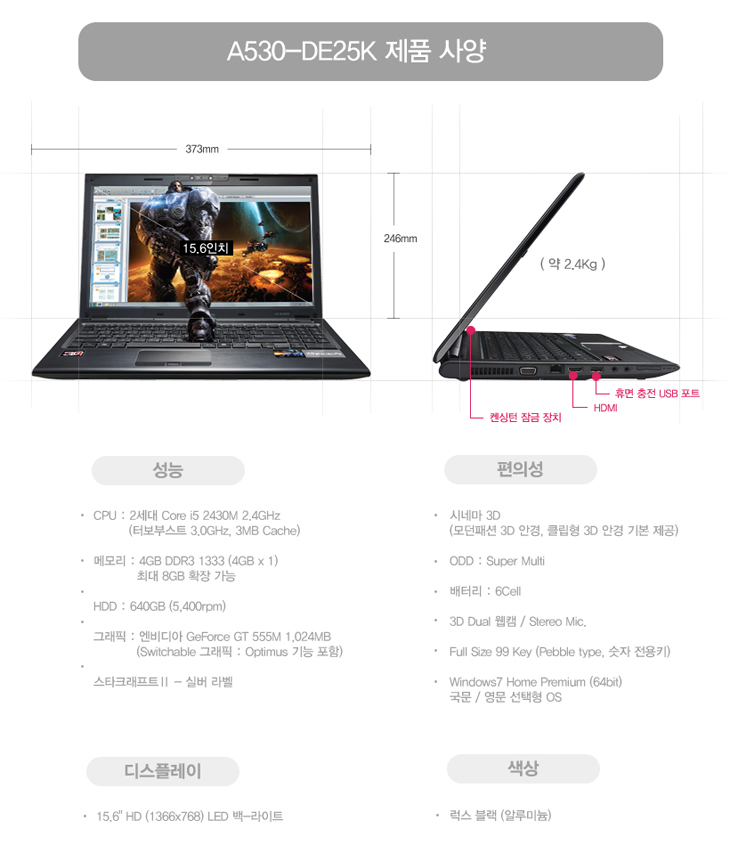 A530-DE25K 제품 사양
373mm
246mm
15.6인치
( 약 2.4Kg )
휴면 충전 USB 포트
HDMI
켄싱턴 잠금 장치
성능
· CPU : 2세대 Core i5 2430M 2.4GHz
(터보부스트 3.0GHz, 3MB Cache)
· 메모리 : 4GB DDR3 1333 (4GB x 1)
최대 8GB 확장 가능
· HDD : 640GB (5,400rpm)
· 그래픽 : 엔비디아 GeForce GT 555M 1,024MB
(Switchable 그래픽 : Optimus 기능 포함)
· 스타크래프트Ⅱ - 실버 라벨
편의성
· 시네마 3D
(모던패션 3D 안경, 클립형 3D 안경 기본 제공)
· ODD : Super Multi
· 배터리 : 6Cell
· 3D Dual 웹캠 / Stereo Mic.
· Full Size 99 Key (Pebble type, 숫자 전용키)
· Windows7 Home Premium (64bit)
국문 / 영문 선택형 OS
디스플레이
· 15.6" HD (1366x768) LED 백-라이트
색상
· 럭스 블랙 (알루미늄)